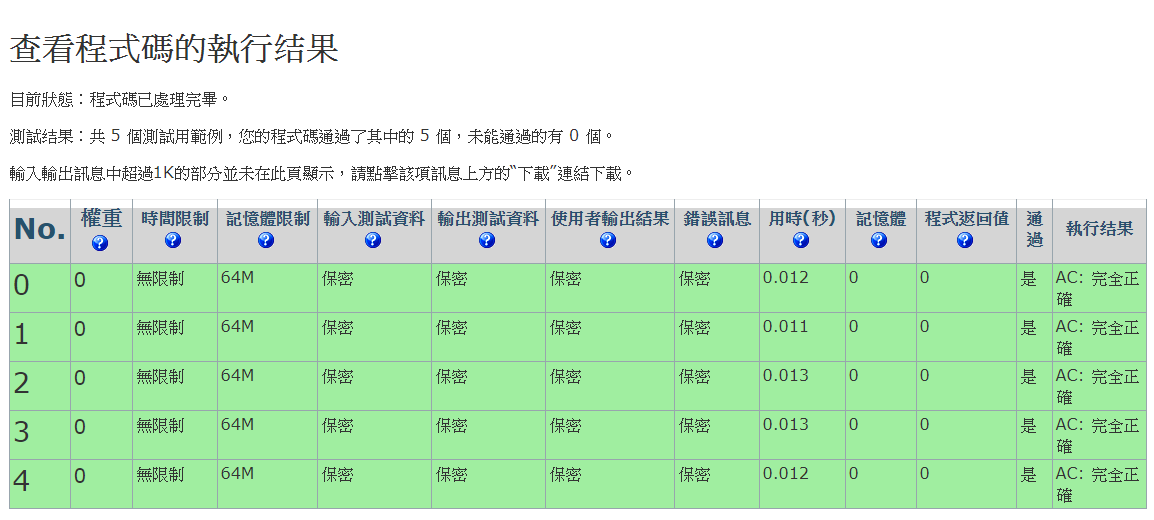 查看程式碼的執行结果
目前狀態：程式碼已處理完畢。
測試结果：共 5 個測試用範例，您的程式碼通過了其中的 5 個，未能通過的有 0 個。
輸入輸出訊息中超過1K的部分並未在此頁顯示，請點擊該項訊息上方的“下載”連結下載。
No. 權重 時間限制 記憶體限制 輸入測試資料 輸出測試資料 使用者輸出結果 錯誤訊息 用時(秒) 記憶體 程式返回值 通過 執行结果
0 0 無限制 64M 保密 保密 保密 保密 0.012 0 0 是 AC: 完全正確
1 0 無限制 64M 保密 保密 保密 保密 0.011 0 0 是 AC: 完全正確
2 0 無限制 64M 保密 保密 保密 保密 0.013 0 0 是 AC: 完全正確
3 0 無限制 64M 保密 保密 保密 保密 0.013 0 0 是 AC: 完全正確
4 0 無限制 64M 保密 保密 保密 保密 0.012 0 0 是 AC: 完全正確